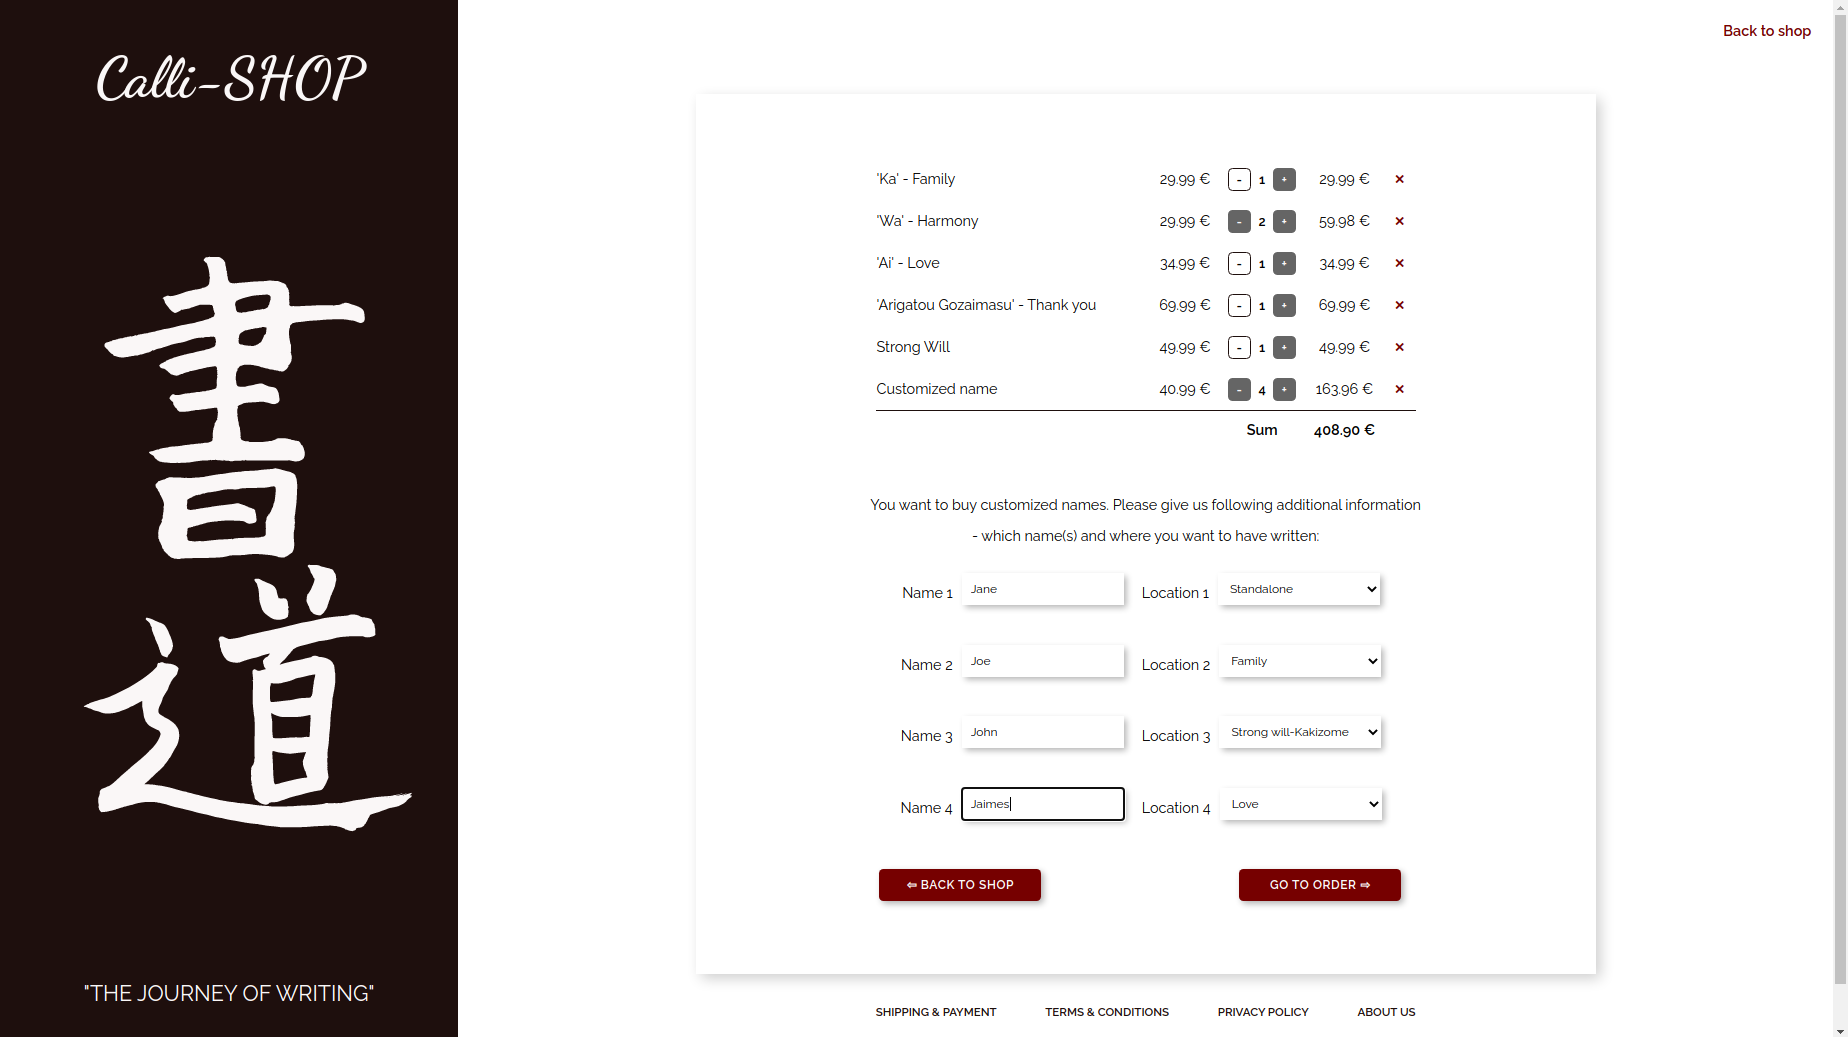 Calli-SHOP
書道
"THE JOURNEY OF WRITING"
Back to shop
'Ka' - Family 29.99 € - 1 + 29.99 € ×
'Wa' - Harmony 29.99 € - 2 + 59.98 € ×
'Ai' - Love 34.99 € - 1 + 34.99 € ×
'Arigatou Gozaimasu' - Thank you 69.99 € - 1 + 69.99 € ×
Strong Will 49.99 € - 1 + 49.99 € ×
Customized name 40.99 € - 4 + 163.96 € ×
Sum 408.90 €
You want to buy customized names. Please give us following additional information
- which name(s) and where you want to have written:
Name 1 Jane Location 1 Standalone
Name 2 Joe Location 2 Family
Name 3 John Location 3 Strong will-Kakizome
Name 4 Jaimes Location 4 Love
⇦ BACK TO SHOP GO TO ORDER ⇨
SHIPPING & PAYMENT TERMS & CONDITIONS PRIVACY POLICY ABOUT US